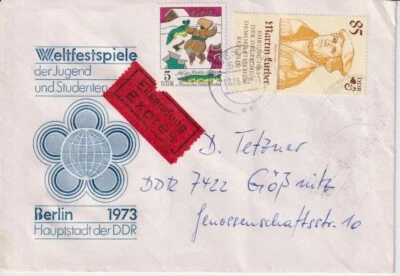 Weltfestspiele
der Jugend
und Studenten
Eilsendung
Exprès
5
DDR
85
Martin Luther
DDR
D. Tetzner
DDR 7422 Gößnitz
Genossenschaftsstr. 10
Berlin 1973
Hauptstadt der DDR